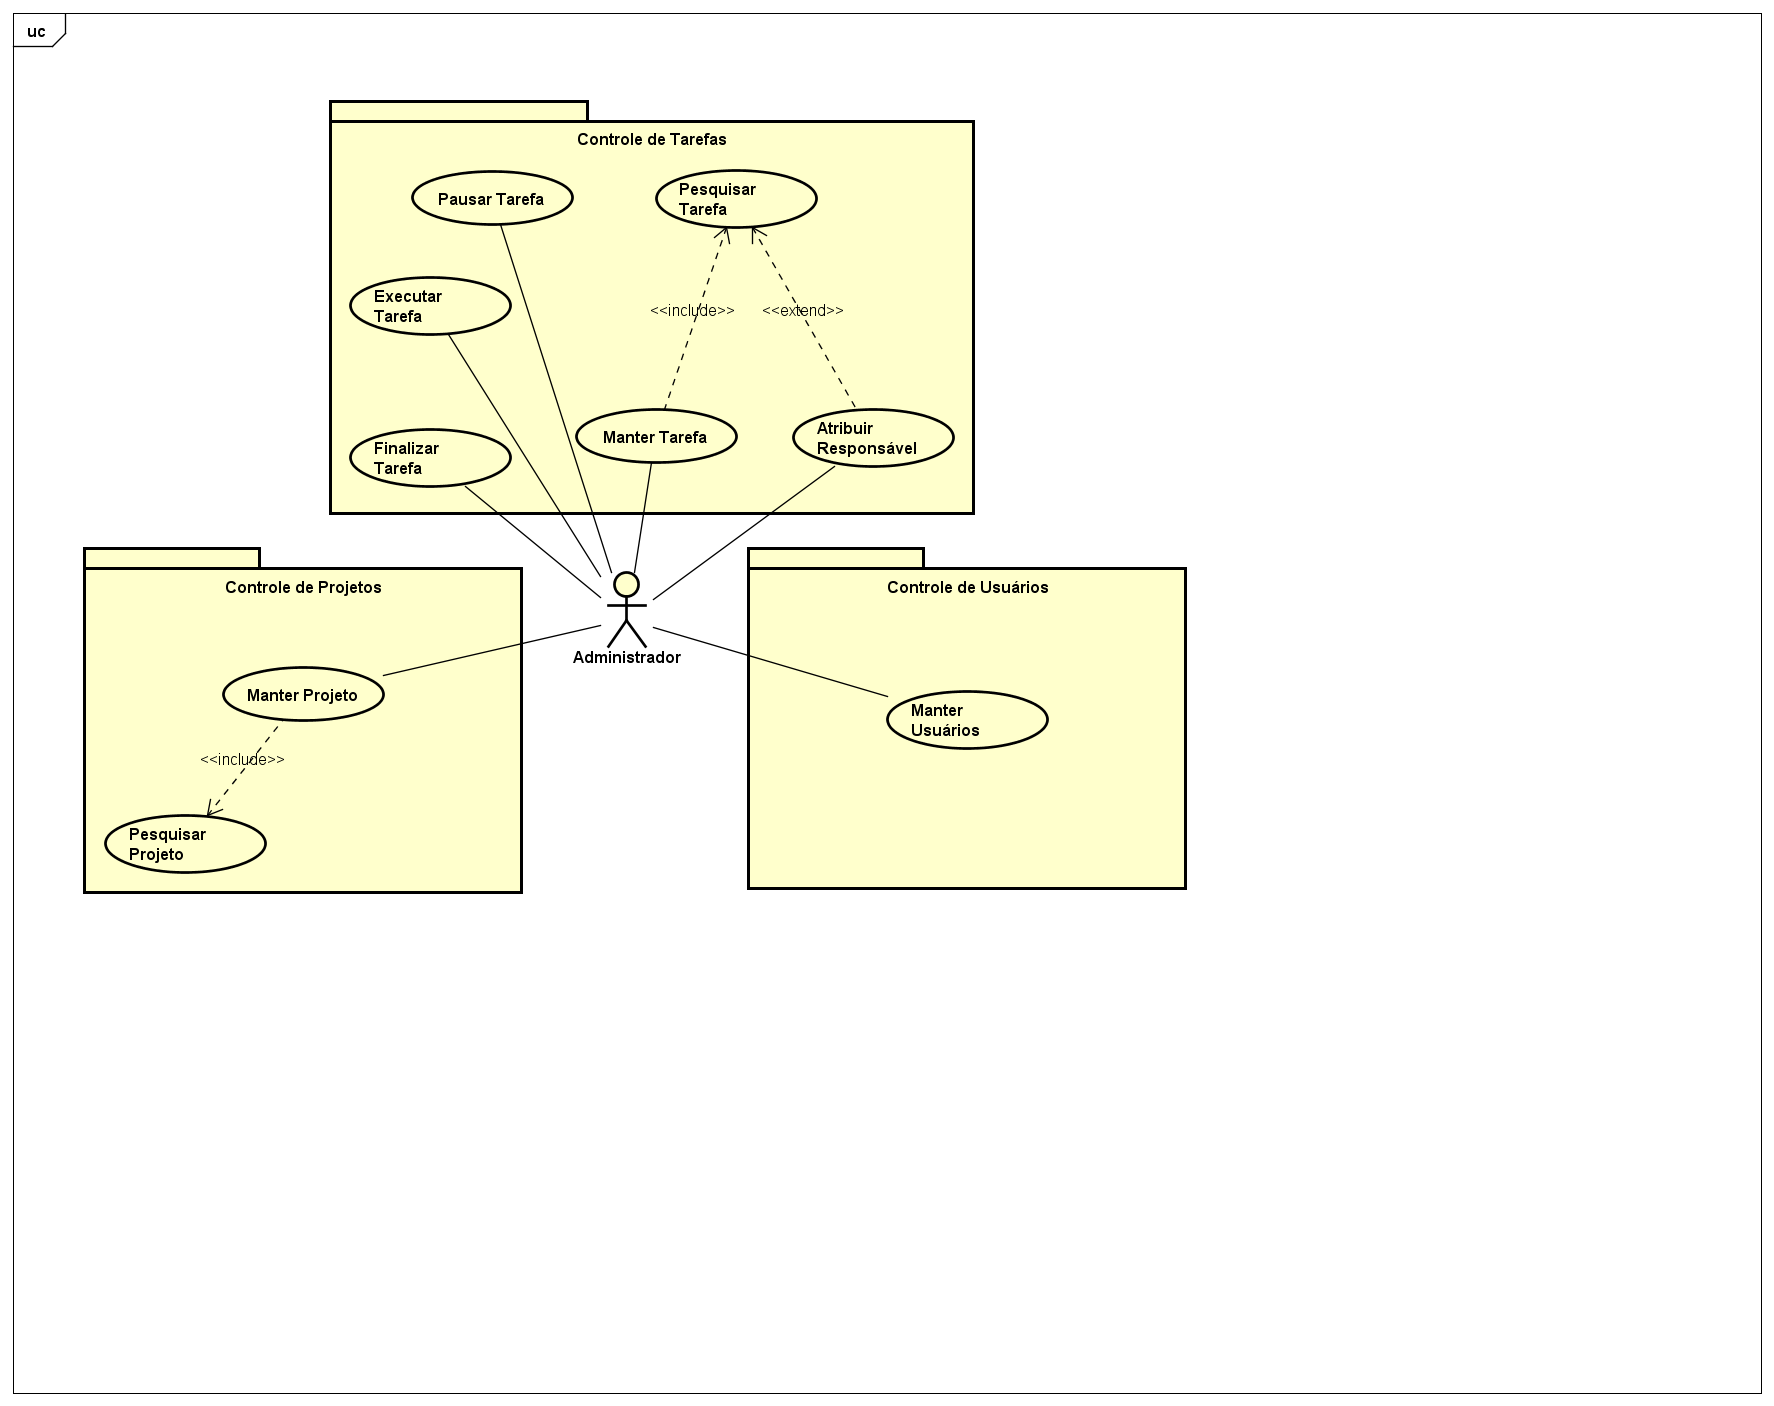 uc
Controle de Tarefas
Pausar Tarefa
Pesquisar
Tarefa
Executar
Tarefa
<<include>>
<<extend>>
Finalizar
Tarefa
Manter Tarefa
Atribuir
Responsável
Controle de Projetos
Controle de Usuários
Administrador
Manter Projeto
Manter
Usuários
<<include>>
Pesquisar
Projeto